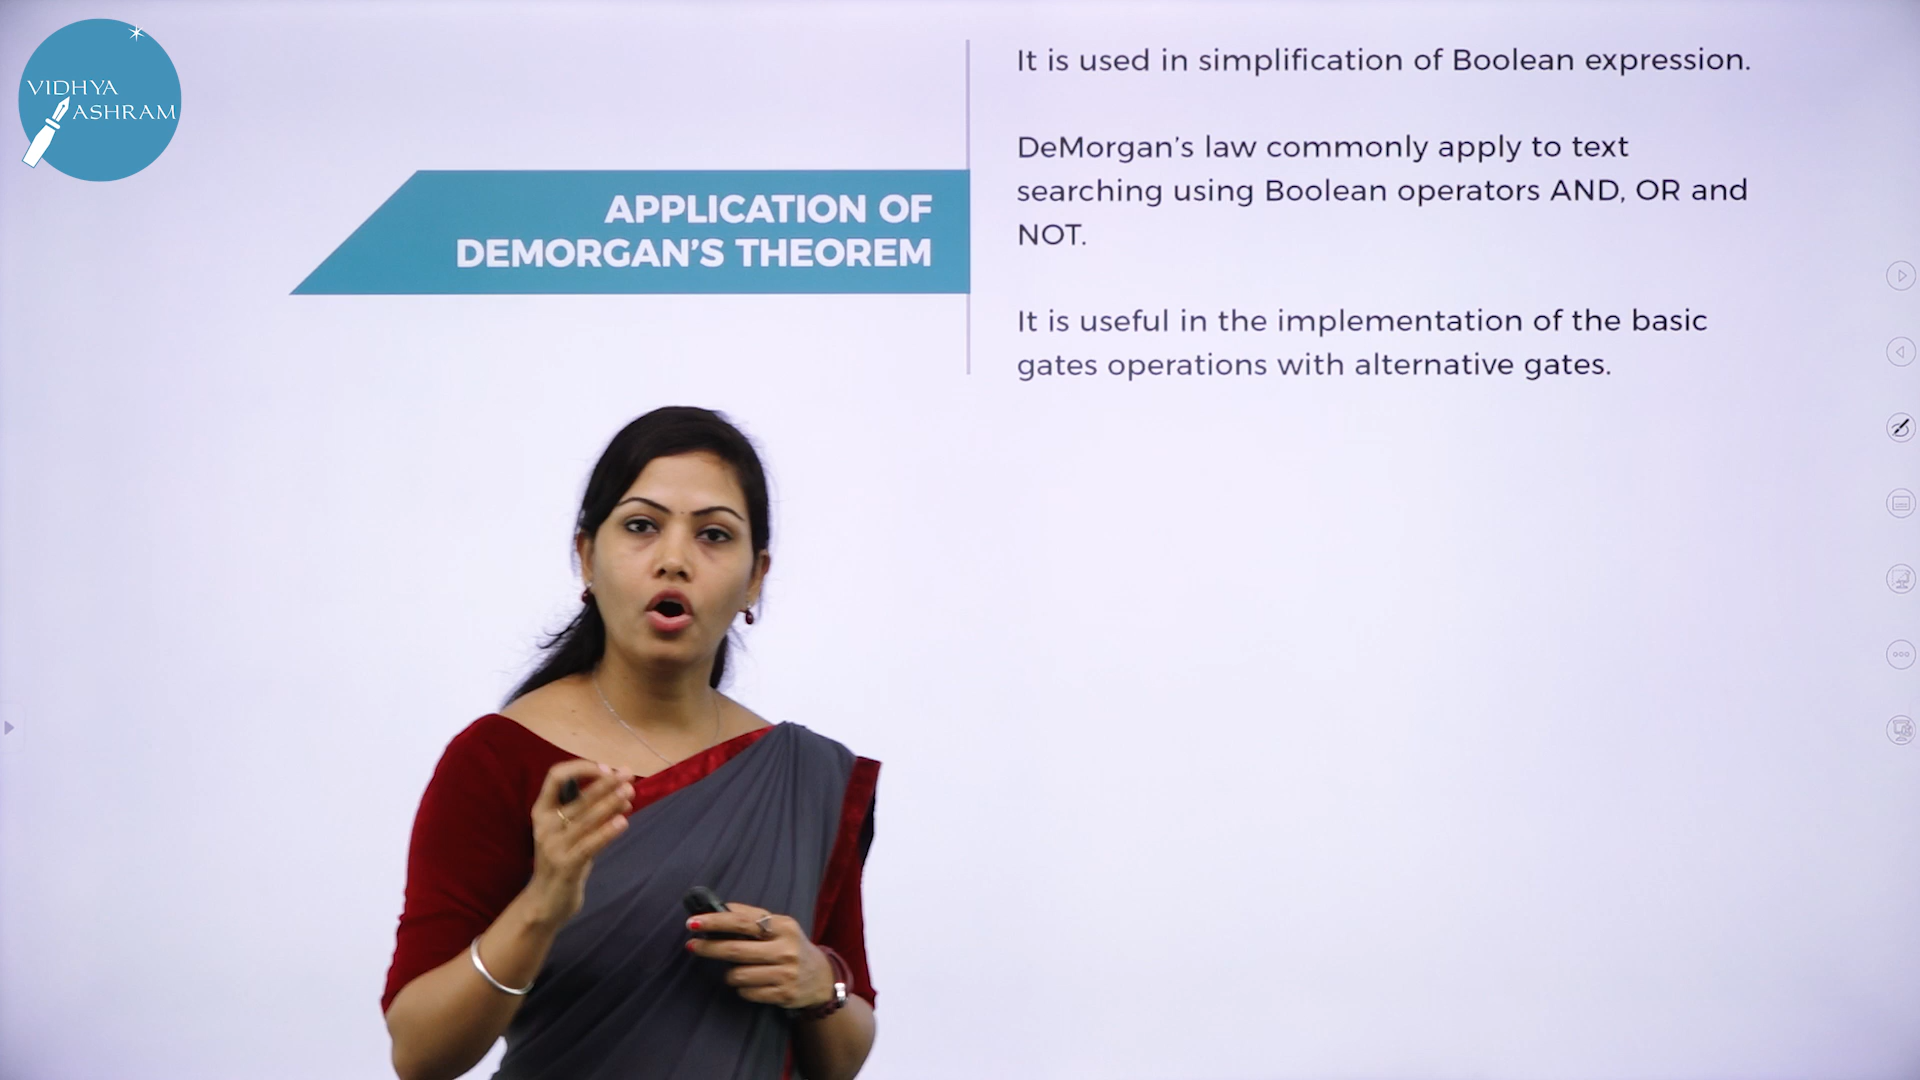 VIDHYA
ASHRAM
APPLICATION OF
DEMORGAN'S THEOREM
It is used in simplification of Boolean expression.
DeMorgan's law commonly apply to text
searching using Boolean operators AND, OR and
NOT.
It is useful in the implementation of the basic
gates operations with alternative gates.